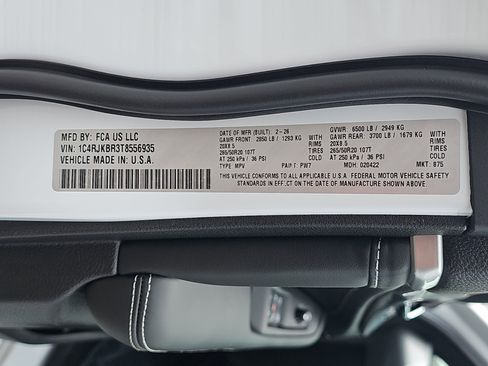 MFD BY: FCA US LLC
VIN: 1C4RJKBR3T8556935
VEHICLE MADE IN: U.S.A.
DATE OF MFR (BUILT): 2-26
GAWR FRONT: 2850 LB / 1293 KG
20X8.5
265/50R20 107T
AT 250 kPa / 36 PSI
TYPE: MPV
WITH
RIMS
TIRES
COLD
PAINT: PW7
GVWR: 6500 LB / 2949 KG
GAWR REAR: 3700 LB / 1679 KG
20X8.5
265/50R20 107T
AT 250 kPa / 36 PSI
MDH: 020422
WITH
RIMS
TIRES
COLD
MKT: 875
THIS VEHICLE CONFORMS TO ALL APPLICABLE U.S.A. FEDERAL MOTOR VEHICLE SAFETY
STANDARDS IN EFFECT ON THE DATE OF MANUFACTURE SHOWN ABOVE.